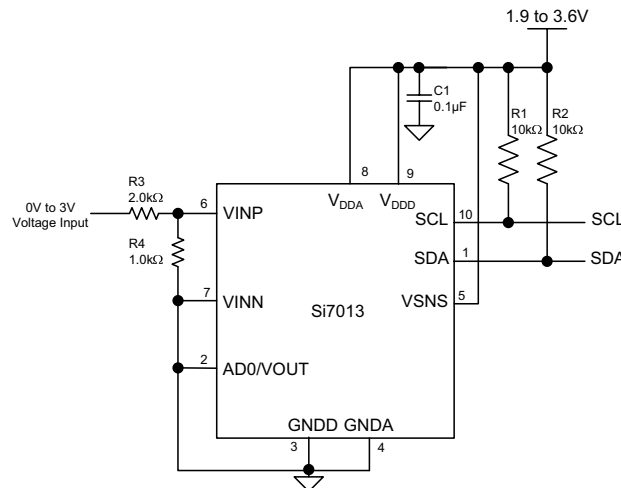 1.9 to 3.6V
C1
0.1µF
R1
10kΩ
R2
10kΩ
8
9
VDDA
VDDD
R3
2.0kΩ
0V to 3V
Voltage Input
6
VINP
SCL
10
SCL
R4
1.0kΩ
SDA
1
SDA
7
VINN
Si7013
VSNS
5
2
AD0/VOUT
GNDD
GNDA
3
4